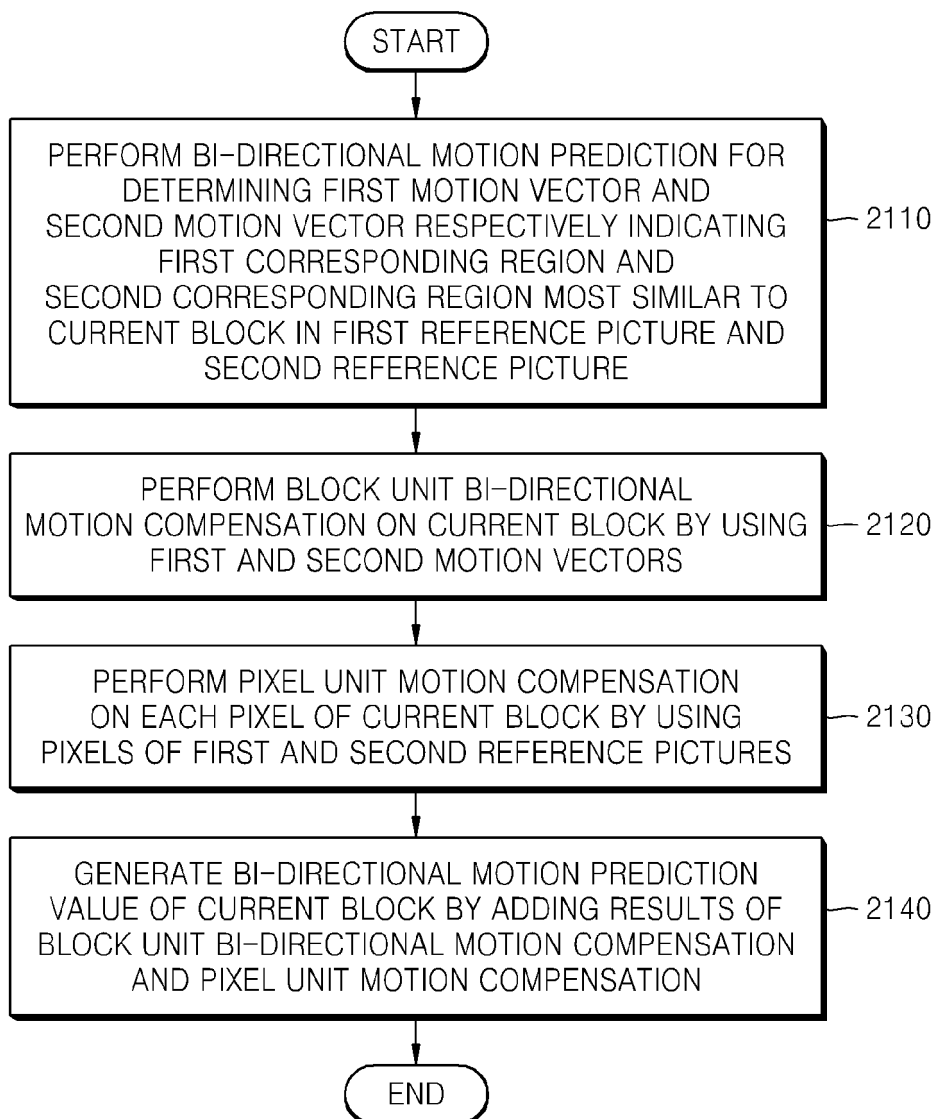 START
PERFORM BI-DIRECTIONAL MOTION PREDICTION FOR
DETERMINING FIRST MOTION VECTOR AND
SECOND MOTION VECTOR RESPECTIVELY INDICATING
FIRST CORRESPONDING REGION AND
SECOND CORRESPONDING REGION MOST SIMILAR TO
CURRENT BLOCK IN FIRST REFERENCE PICTURE AND
SECOND REFERENCE PICTURE
2110
PERFORM BLOCK UNIT BI-DIRECTIONAL
MOTION COMPENSATION ON CURRENT BLOCK BY USING
FIRST AND SECOND MOTION VECTORS
2120
PERFORM PIXEL UNIT MOTION COMPENSATION
ON EACH PIXEL OF CURRENT BLOCK BY USING
PIXELS OF FIRST AND SECOND REFERENCE PICTURES
2130
GENERATE BI-DIRECTIONAL MOTION PREDICTION
VALUE OF CURRENT BLOCK BY ADDING RESULTS OF
BLOCK UNIT BI-DIRECTIONAL MOTION COMPENSATION
AND PIXEL UNIT MOTION COMPENSATION
2140
END